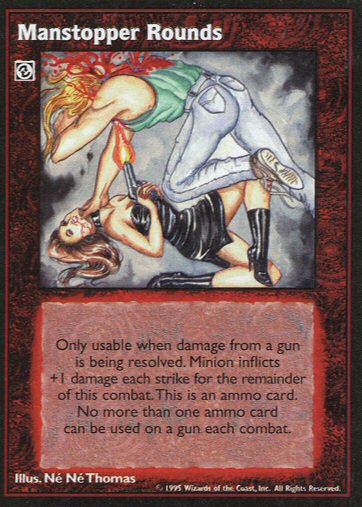 Manstopper Rounds
Only usable when damage from a gun
is being resolved. Minion inflicts
+1 damage each strike for the remainder
of this combat. This is an ammo card.
No more than one ammo card
can be used on a gun each combat.
Illus. Né Né Thomas
© 1995 Wizards of the Coast, Inc. All Rights Reserved.